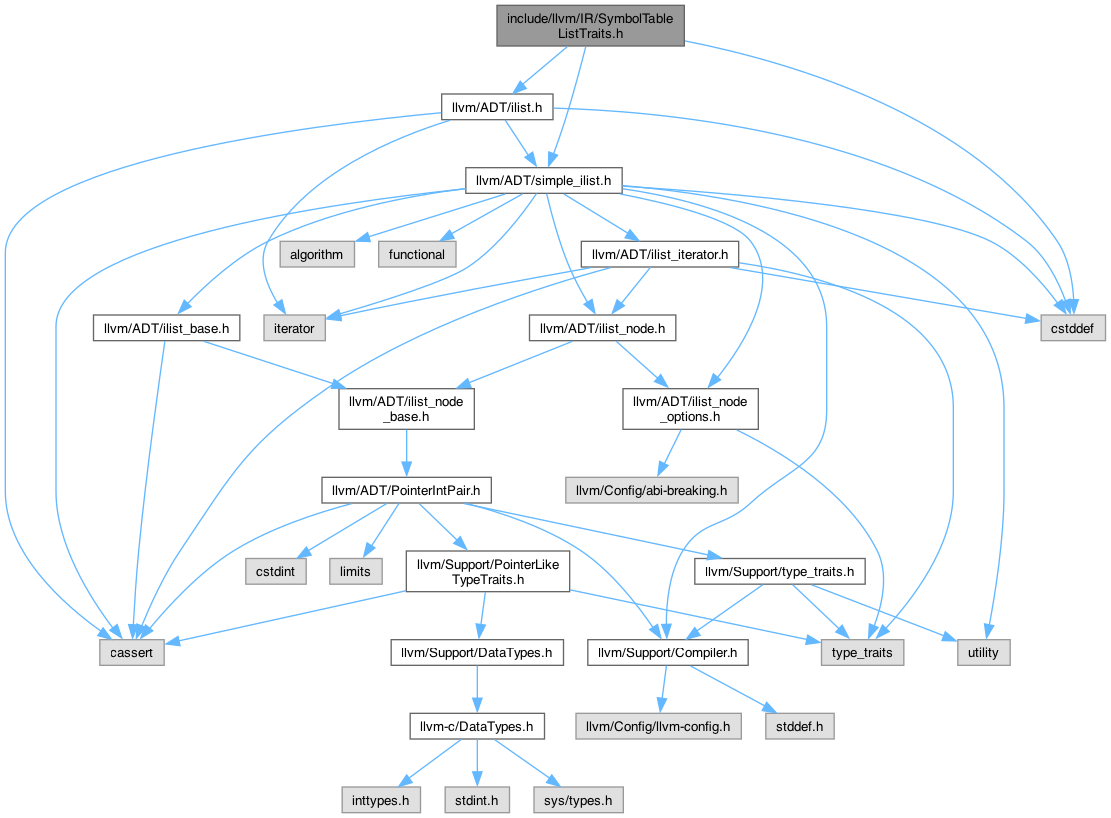 include/llvm/IR/SymbolTable
ListTraits.h
llvm/ADT/ilist.h
llvm/ADT/simple_ilist.h
algorithm
functional
llvm/ADT/ilist_iterator.h
llvm/ADT/ilist_base.h
iterator
llvm/ADT/ilist_node.h
cstddef
llvm/ADT/ilist_node
_base.h
llvm/ADT/ilist_node
_options.h
llvm/ADT/PointerIntPair.h
llvm/Config/abi-breaking.h
cstdint
limits
llvm/Support/PointerLike
TypeTraits.h
llvm/Support/type_traits.h
cassert
llvm/Support/DataTypes.h
llvm/Support/Compiler.h
type_traits
utility
llvm-c/DataTypes.h
llvm/Config/llvm-config.h
stddef.h
inttypes.h
stdint.h
sys/types.h